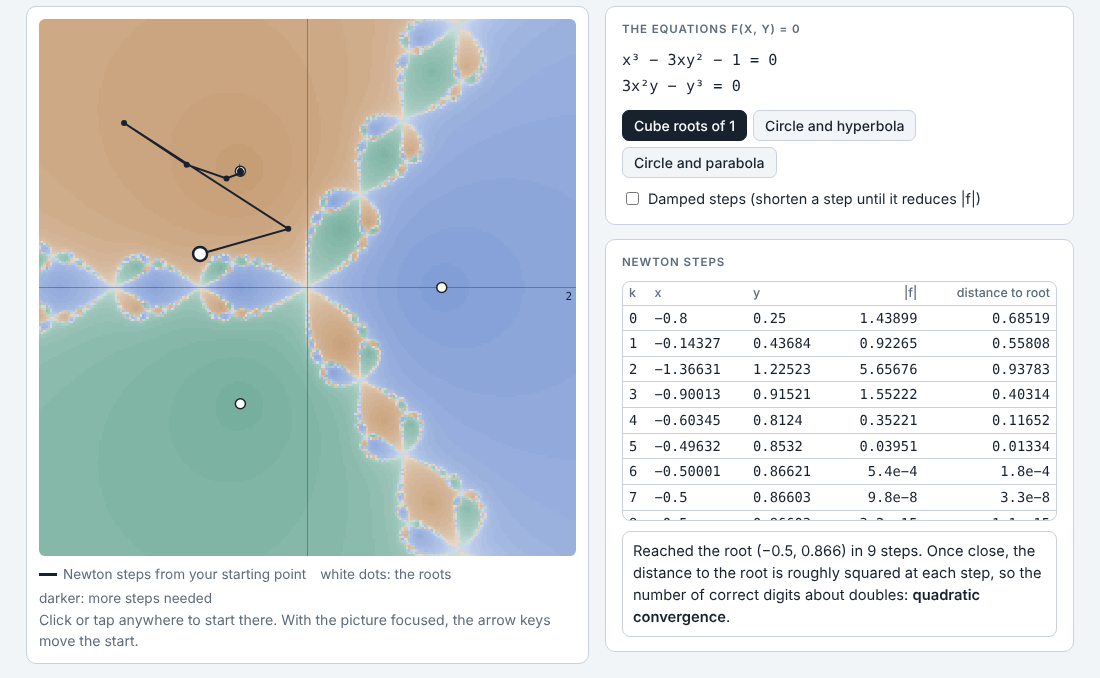 2
Newton steps from your starting point white dots: the roots
darker: more steps needed
Click or tap anywhere to start there. With the picture focused, the arrow keys
move the start.
THE EQUATIONS F(X, Y) = 0
x³ − 3xy² − 1 = 0
3x²y − y³ = 0
Cube roots of 1 Circle and hyperbola
Circle and parabola
Damped steps (shorten a step until it reduces |f|)
NEWTON STEPS
k x y |f| distance to root
0 −0.8 0.25 1.43899 0.68519
1 −0.14327 0.43684 0.92265 0.55808
2 −1.36631 1.22523 5.65676 0.93783
3 −0.90013 0.91521 1.55222 0.40314
4 −0.60345 0.8124 0.35221 0.11652
5 −0.49632 0.8532 0.03951 0.01334
6 −0.50001 0.86621 5.4e−4 1.8e−4
7 −0.5 0.86603 9.8e−8 3.3e−8
Reached the root (−0.5, 0.866) in 9 steps. Once close, the
distance to the root is roughly squared at each step, so the
number of correct digits about doubles: quadratic
convergence.